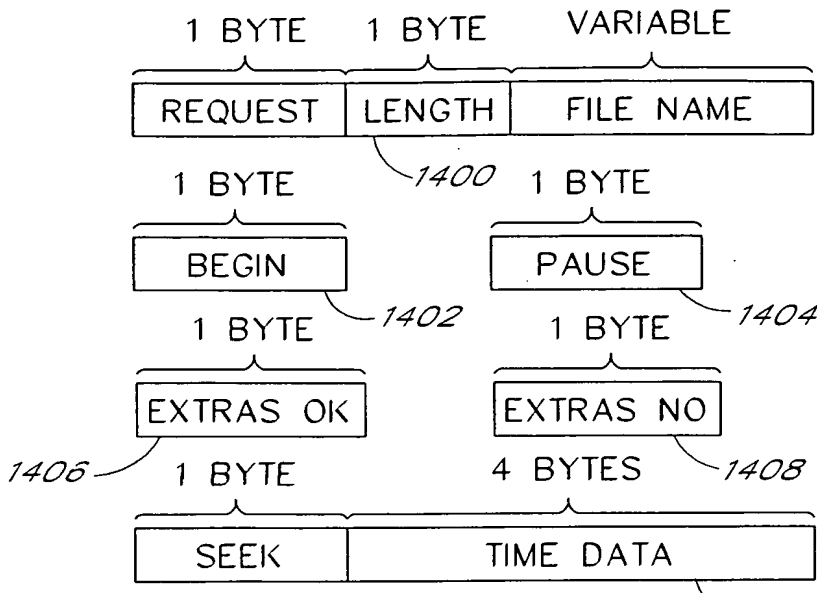 1 BYTE 1 BYTE VARIABLE
REQUEST LENGTH FILE NAME
1400
1 BYTE 1 BYTE
BEGIN PAUSE
1402 1404
1 BYTE 1 BYTE
EXTRAS OK EXTRAS NO
1406 1408
1 BYTE 4 BYTES
SEEK TIME DATA